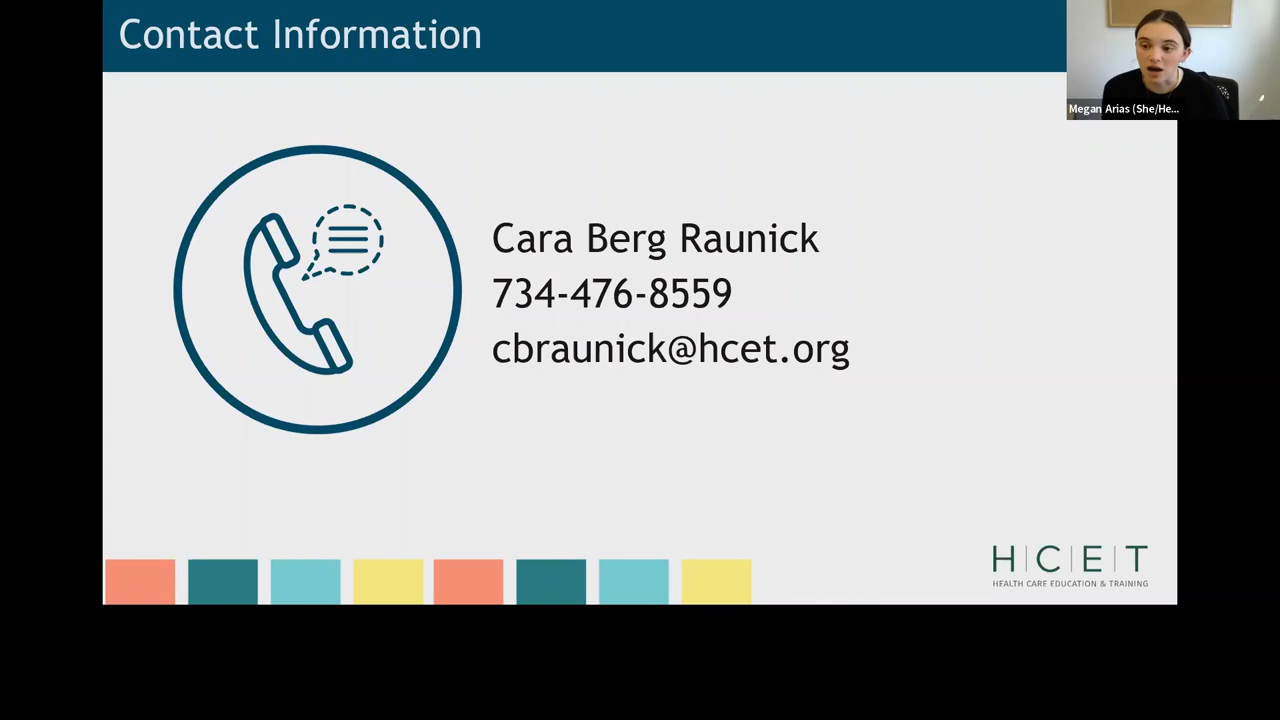 Contact Information
Megan Arias (She/He...
Cara Berg Raunick
734-476-8559
cbraunick@hcet.org
H|C|E|T
HEALTH CARE EDUCATION & TRAINING